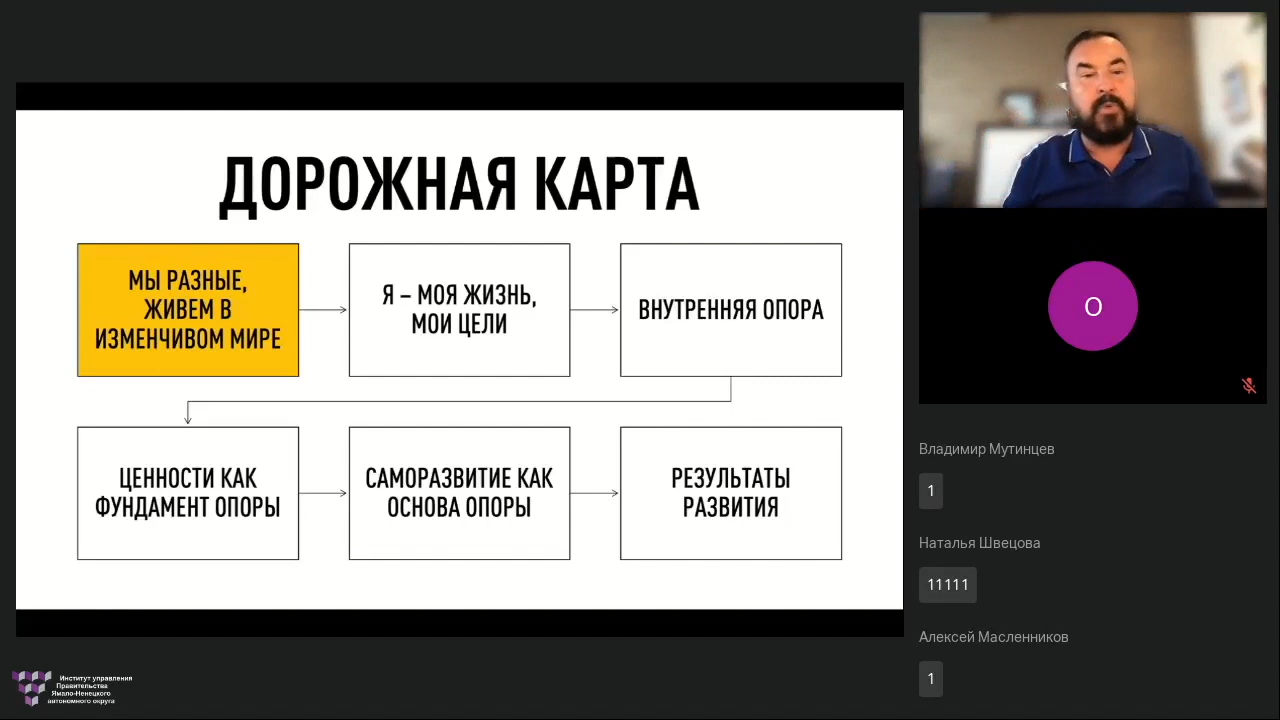 ДОРОЖНАЯ КАРТА
МЫ РАЗНЫЕ,
ЖИВЕМ В
ИЗМЕНЧИВОМ МИРЕ
Я – МОЯ ЖИЗНЬ,
МОИ ЦЕЛИ
ВНУТРЕННЯЯ ОПОРА
ЦЕННОСТИ КАК
ФУНДАМЕНТ ОПОРЫ
САМОРАЗВИТИЕ КАК
ОСНОВА ОПОРЫ
РЕЗУЛЬТАТЫ
РАЗВИТИЯ
О
Владимир Мутинцев
1
Наталья Швецова
11111
Алексей Масленников
1
Институт управления
Правительства
Ямало-Ненецкого
автономного округа